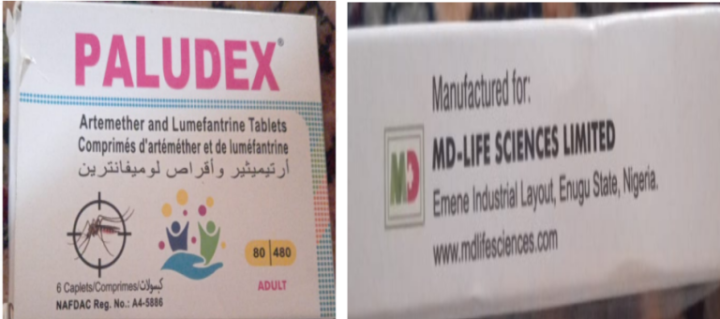 PALUDEX®
Artemether and Lumefantrine Tablets
Comprimés d'artéméther et de luméfantrine
أرتيميثير وأقراص لوميفانترين
80 | 480
6 Caplets/Comprimes/كبسولات
ADULT
NAFDAC Reg. No.: A4-5886
Manufactured for:
MD
MD-LIFE SCIENCES LIMITED
Emene Industrial Layout, Enugu State, Nigeria.
www.mdlifesciences.com